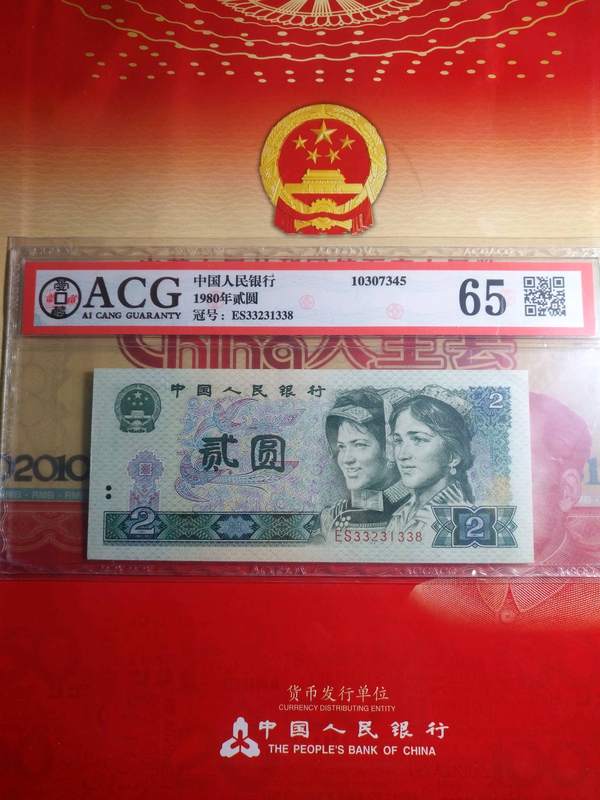 ACG
AI CANG GUARANTY
中国人民银行
1980年贰圆
冠号：ES33231338
10307345
65
China
中国人民银行
贰圆
2
2
2
ES33231338
2010
货币发行单位
CURRENCY DISTRIBUTING ENTITY
中国人民银行
THE PEOPLE'S BANK OF CHINA